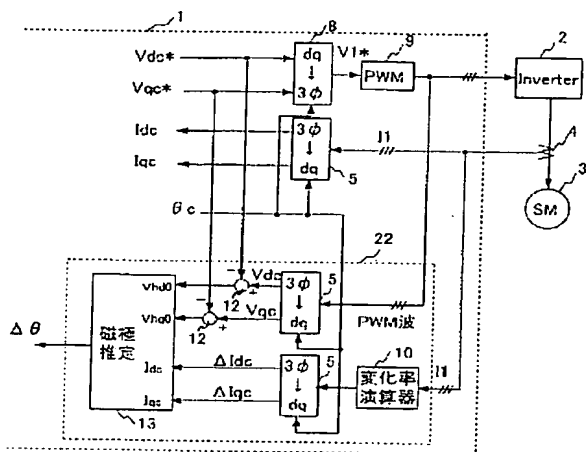 1
8
Vdc*
dq
↓
3φ
V1*
9
PWM
2
Inverter
Vqc*
Idc
Iqc
3φ
↓
dq
5
I1
4
3
SM
θc
22
Vhd0
Vhq0
磁極
推定
Idc
Iqc
13
Δθ
−
+
12
Vdc
−
+
12
Vqc
3φ
↓
dq
5
PWM波
ΔIdc
ΔIqc
3φ
↓
dq
5
10
変化率
演算器
I1